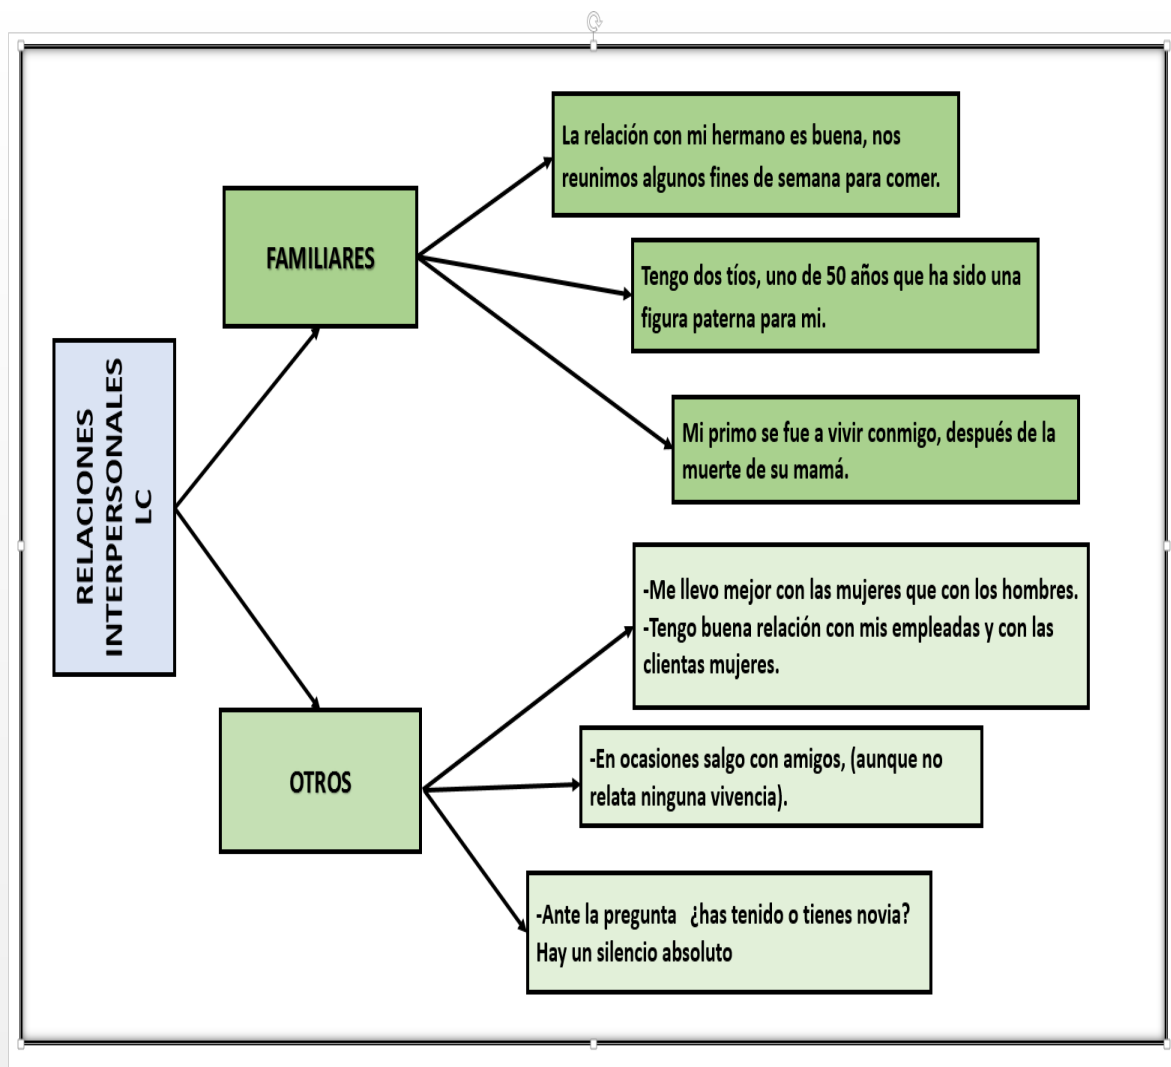 RELACIONES
INTERPERSONALES
LC
FAMILIARES
La relación con mi hermano es buena, nos
reunimos algunos fines de semana para comer.
Tengo dos tíos, uno de 50 años que ha sido una
figura paterna para mi.
Mi primo se fue a vivir conmigo, después de la
muerte de su mamá.
OTROS
-Me llevo mejor con las mujeres que con los hombres.
-Tengo buena relación con mis empleadas y con las
clientas mujeres.
-En ocasiones salgo con amigos, (aunque no
relata ninguna vivencia).
-Ante la pregunta ¿has tenido o tienes novia?
Hay un silencio absoluto